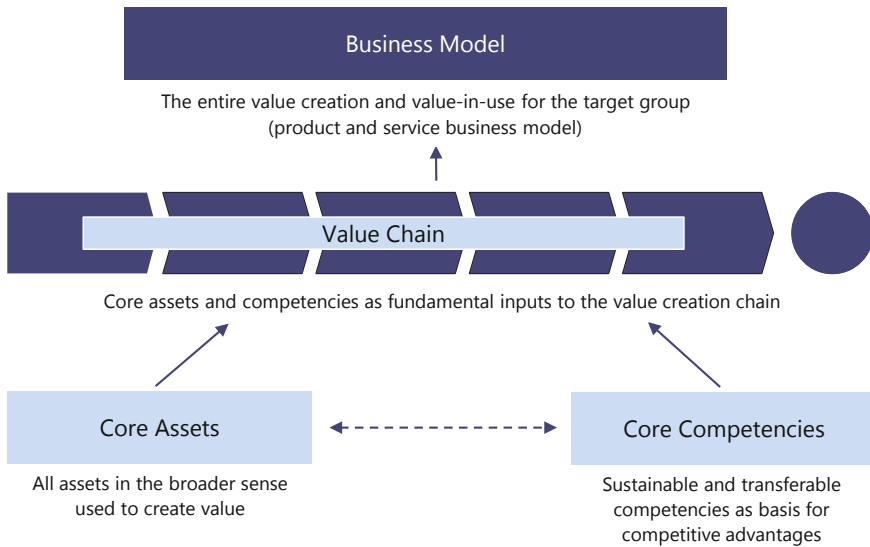 Business Model
The entire value creation and value-in-use for the target group
(product and service business model)
Value Chain
Core assets and competencies as fundamental inputs to the value creation chain
Core Assets
All assets in the broader sense
used to create value
Core Competencies
Sustainable and transferable
competencies as basis for
competitive advantages